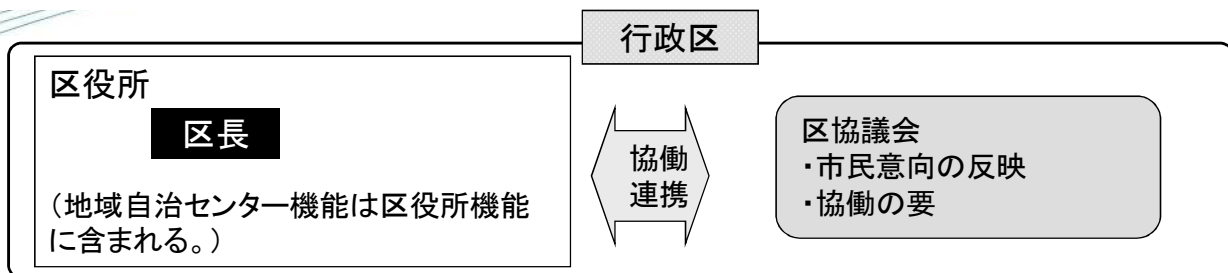 行政区
区役所
区長
（地域自治センター機能は区役所機能
に含まれる。）
協働
連携
区協議会
・市民意向の反映
・協働の要